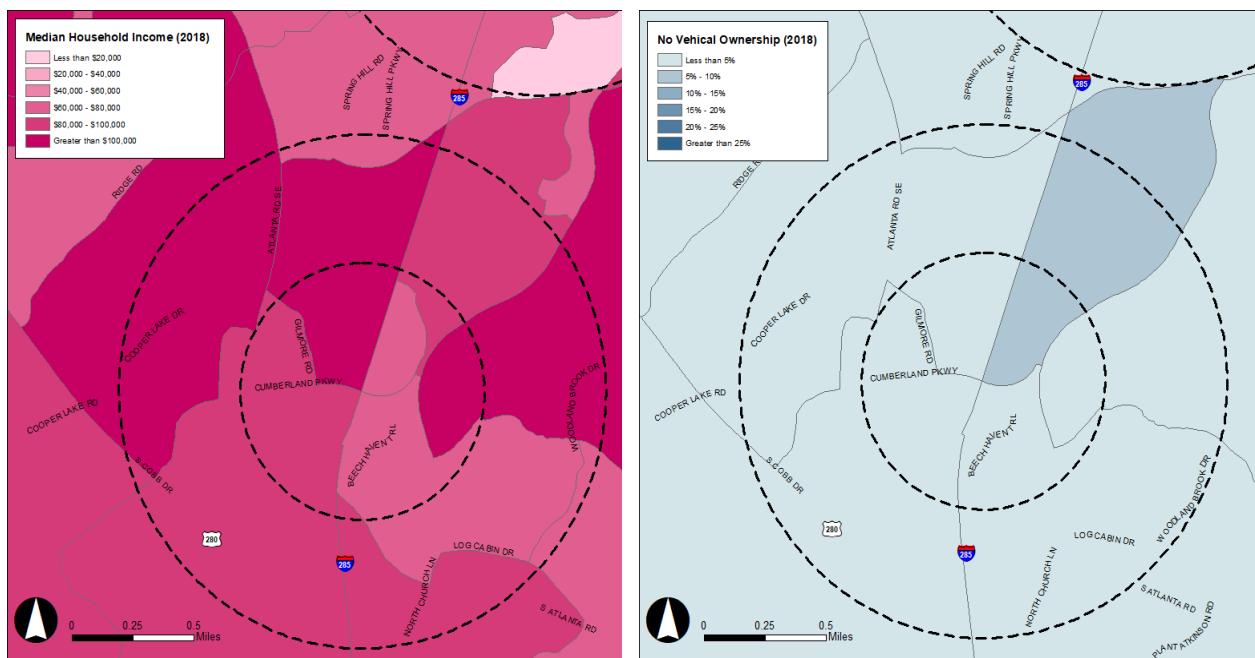 Median Household Income (2018)
Less than $20,000
$20,000 - $40,000
$40,000 - $60,000
$60,000 - $80,000
$80,000 - $100,000
Greater than $100,000
SPRING HILL RD
SPRING HILL PKWY
285
RIDGE RD
ATLANTA RD SE
COOPER LAKE DR
GILMORE RD
CUMBERLAND PKWY
WOODLAND BROOK DR
COOPER LAKE RD
BEECH HAVEN TRL
S COBB DR
280
LOG CABIN DR
285
NORTH CHURCH LN
S ATLANTA RD
0 0.25 0.5
Miles
No Vehical Ownership (2018)
Less than 5%
5% - 10%
10% - 15%
15% - 20%
20% - 25%
Greater than 25%
SPRING HILL RD
SPRING HILL PKWY
285
RIDGE RD
ATLANTA RD SE
COOPER LAKE DR
GILMORE RD
CUMBERLAND PKWY
COOPER LAKE RD
BEECH HAVEN TRL
S COBB DR
WOODLAND BROOK DR
280
LOG CABIN DR
285
NORTH CHURCH LN
S ATLANTA RD
PLANT ATKINSON RD
0 0.25 0.5
Miles